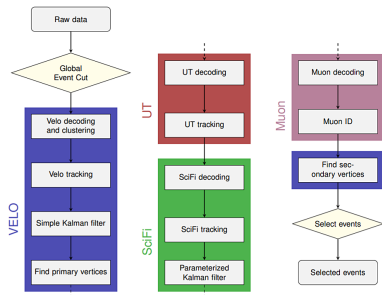 Raw data
Global
Event Cut
VELO
Velo decoding
and clustering
Velo tracking
Simple Kalman filter
Find primary vertices
UT
UT decoding
UT tracking
SciFi
SciFi decoding
SciFi tracking
Parameterized
Kalman filter
Muon
Muon decoding
Muon ID
Find sec-
ondary vertices
Select events
Selected events